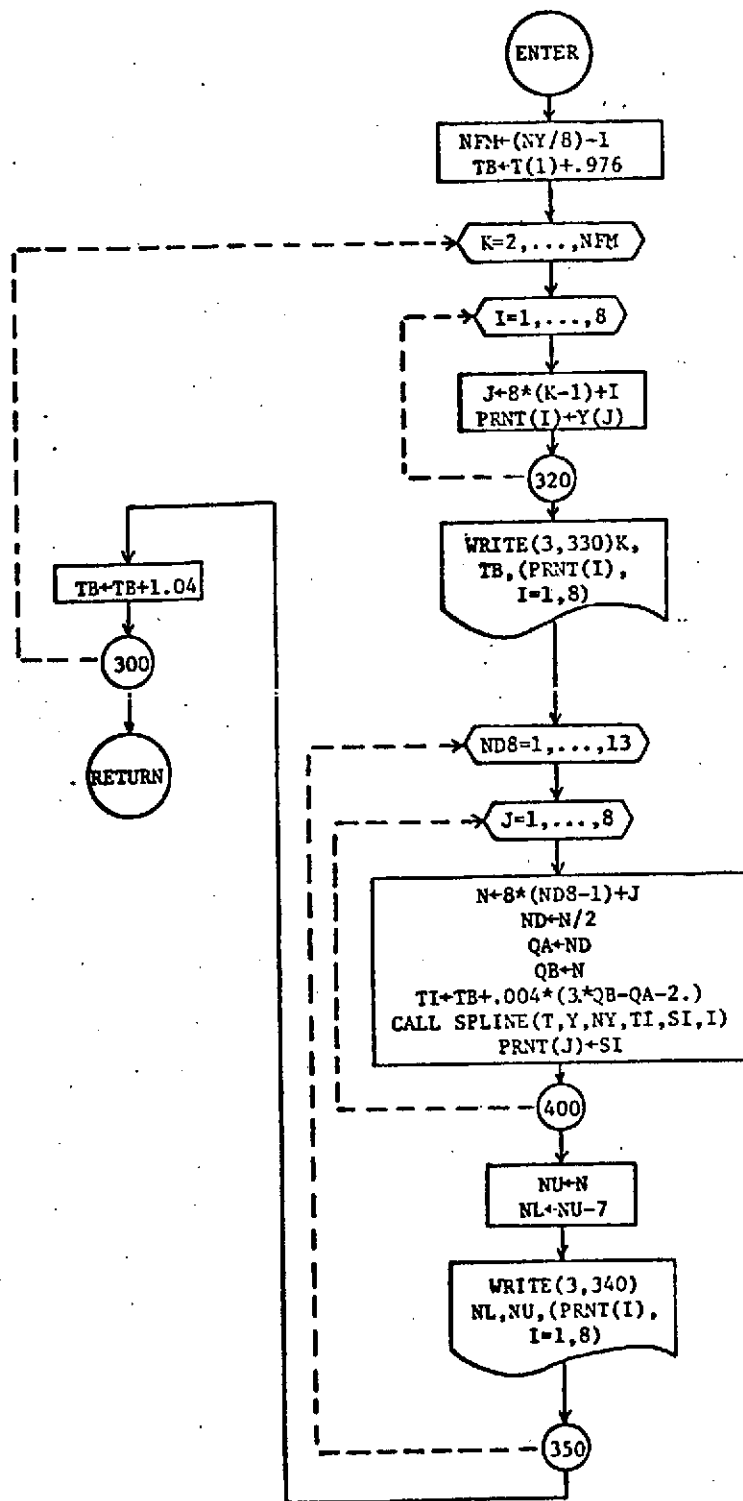 ENTER
NFM←(NY/8)-1
TB←T(1)+.976
K=2,...,NFM
I=1,...,8
J←8*(K-1)+I
PRNT(I)←Y(J)
320
WRITE(3,330)K,
TB,(PRNT(I),
I=1,8)
ND8=1,...,13
J=1,...,8
N←8*(ND8-1)+J
ND←N/2
QA←ND
QB←N
TI←TB+.004*(3.*QB-QA-2.)
CALL SPLINE(T,Y,NY,TI,SI,I)
PRNT(J)←SI
400
NU←N
NL←NU-7
WRITE(3,340)
NL,NU,(PRNT(I),
I=1,8)
350
TB←TB+1.04
300
RETURN